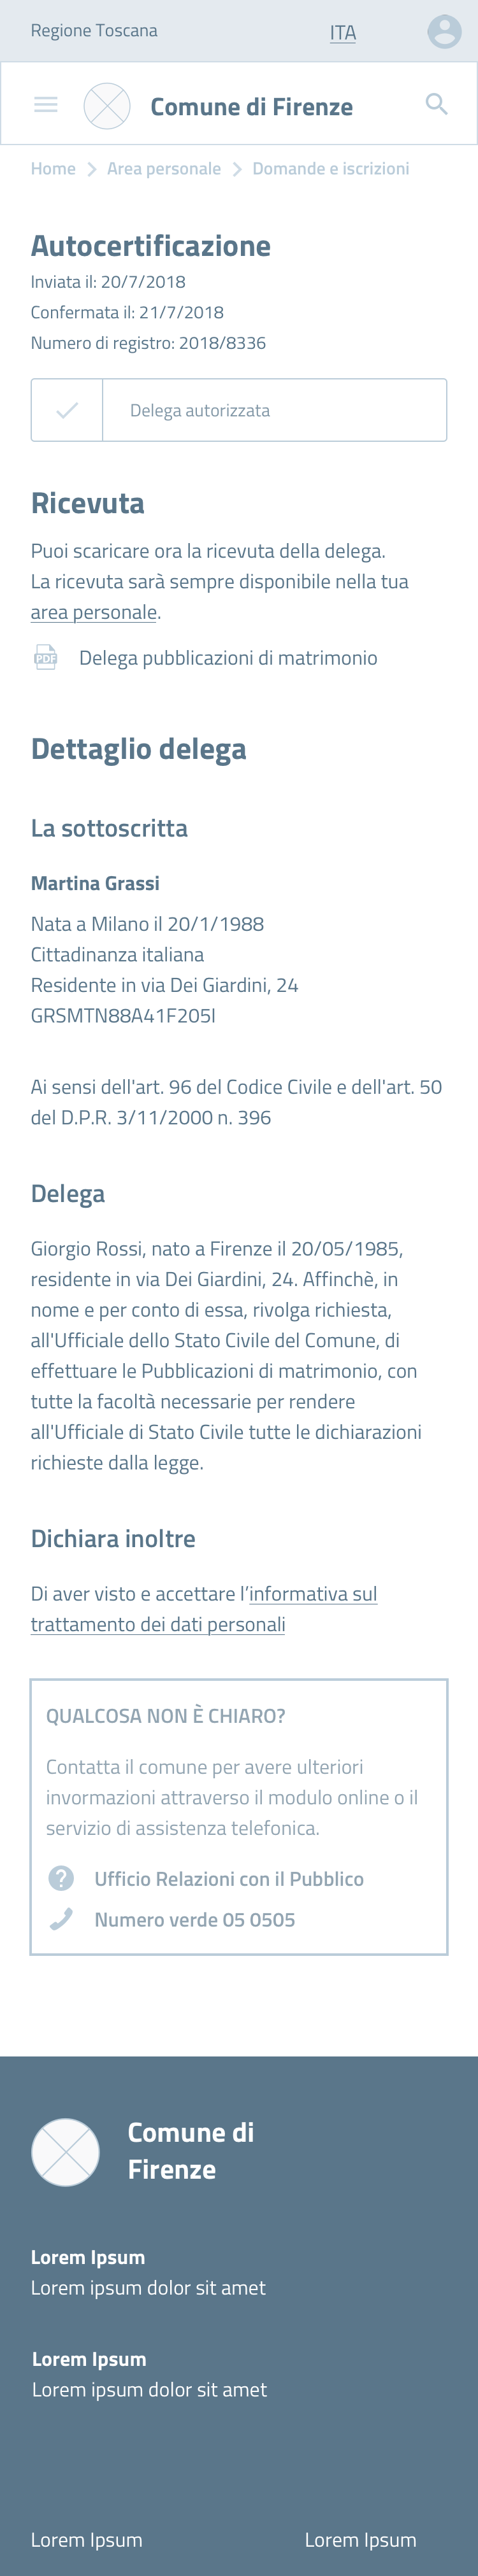 Regione Toscana
ITA
Comune di Firenze
Home > Area personale > Domande e iscrizioni
Autocertificazione
Inviata il: 20/7/2018
Confermata il: 21/7/2018
Numero di registro: 2018/8336
Delega autorizzata
Ricevuta
Puoi scaricare ora la ricevuta della delega.
La ricevuta sarà sempre disponibile nella tua
area personale.
PDF Delega pubblicazioni di matrimonio
Dettaglio delega
La sottoscritta
Martina Grassi
Nata a Milano il 20/1/1988
Cittadinanza italiana
Residente in via Dei Giardini, 24
GRSMTN88A41F205I
Ai sensi dell'art. 96 del Codice Civile e dell'art. 50
del D.P.R. 3/11/2000 n. 396
Delega
Giorgio Rossi, nato a Firenze il 20/05/1985,
residente in via Dei Giardini, 24. Affinchè, in
nome e per conto di essa, rivolga richiesta,
all'Ufficiale dello Stato Civile del Comune, di
effettuare le Pubblicazioni di matrimonio, con
tutte la facoltà necessarie per rendere
all'Ufficiale di Stato Civile tutte le dichiarazioni
richieste dalla legge.
Dichiara inoltre
Di aver visto e accettare l’informativa sul
trattamento dei dati personali
QUALCOSA NON È CHIARO?
Contatta il comune per avere ulteriori
invormazioni attraverso il modulo online o il
servizio di assistenza telefonica.
Ufficio Relazioni con il Pubblico
Numero verde 05 0505
Comune di
Firenze
Lorem Ipsum
Lorem ipsum dolor sit amet
Lorem Ipsum
Lorem ipsum dolor sit amet
Lorem Ipsum
Lorem Ipsum